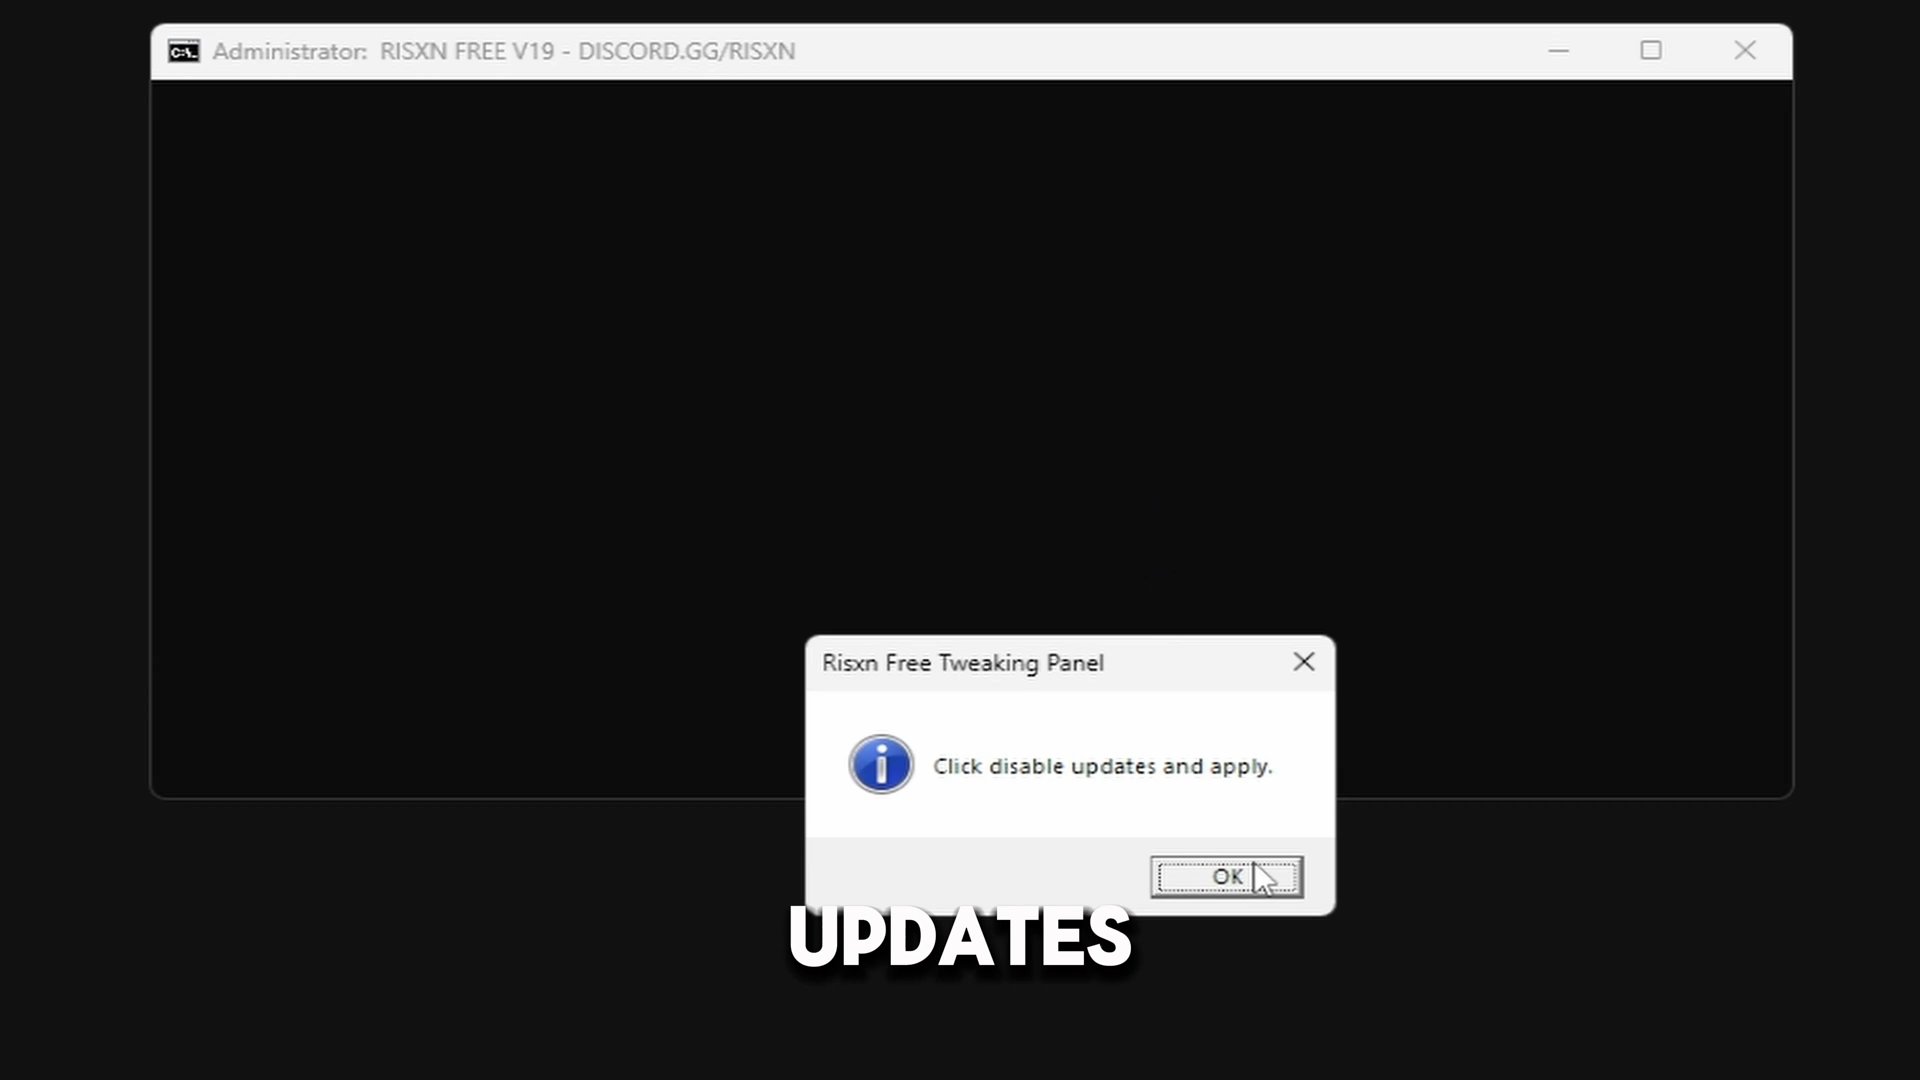 Administrator: RISXN FREE V19 - DISCORD.GG/RISXN
Risxn Free Tweaking Panel
Click disable updates and apply.
OK
UPDATES